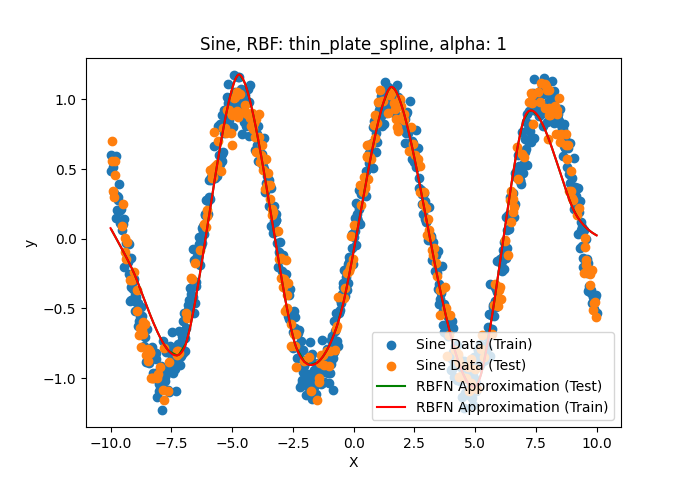 Sine, RBF: thin_plate_spline, alpha: 1
y
1.0
0.5
0.0
−0.5
−1.0
Sine Data (Train)
Sine Data (Test)
RBFN Approximation (Test)
RBFN Approximation (Train)
−10.0 −7.5 −5.0 −2.5 0.0 2.5 5.0 7.5 10.0
X